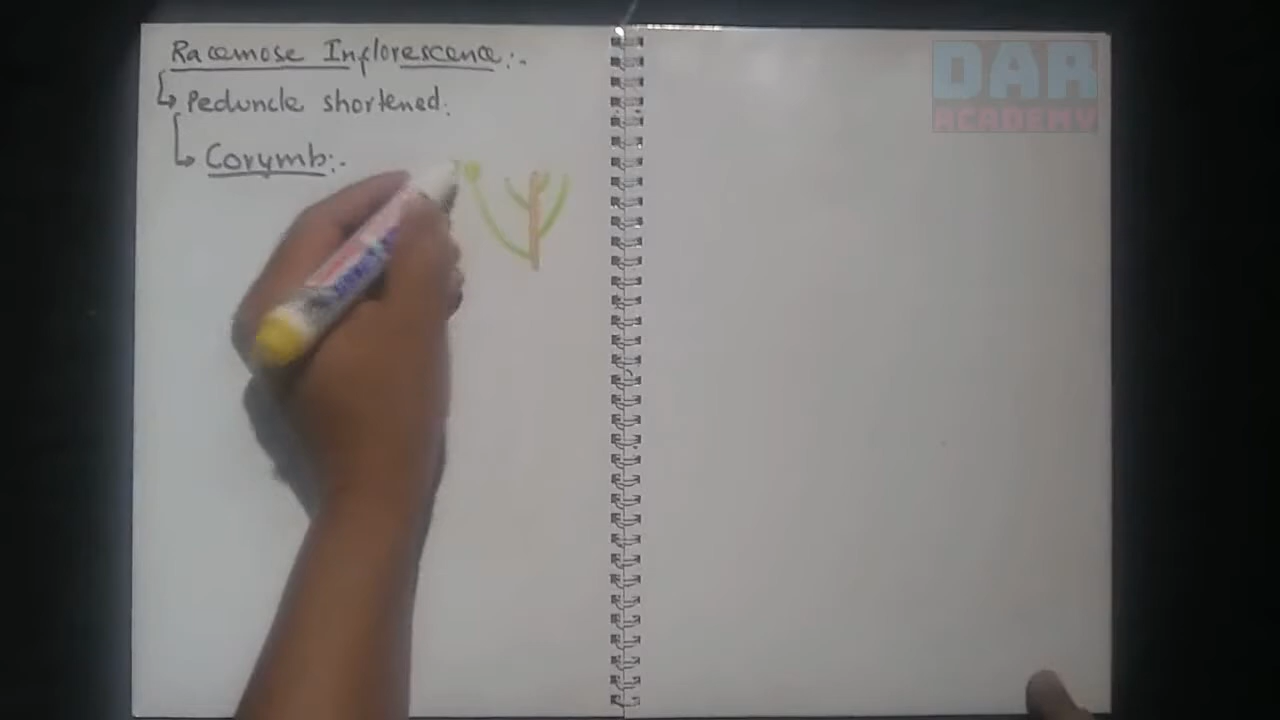 Racemose Inflorescence:-
Peduncle shortened:
Corymb:-
DAR
ACADEMY